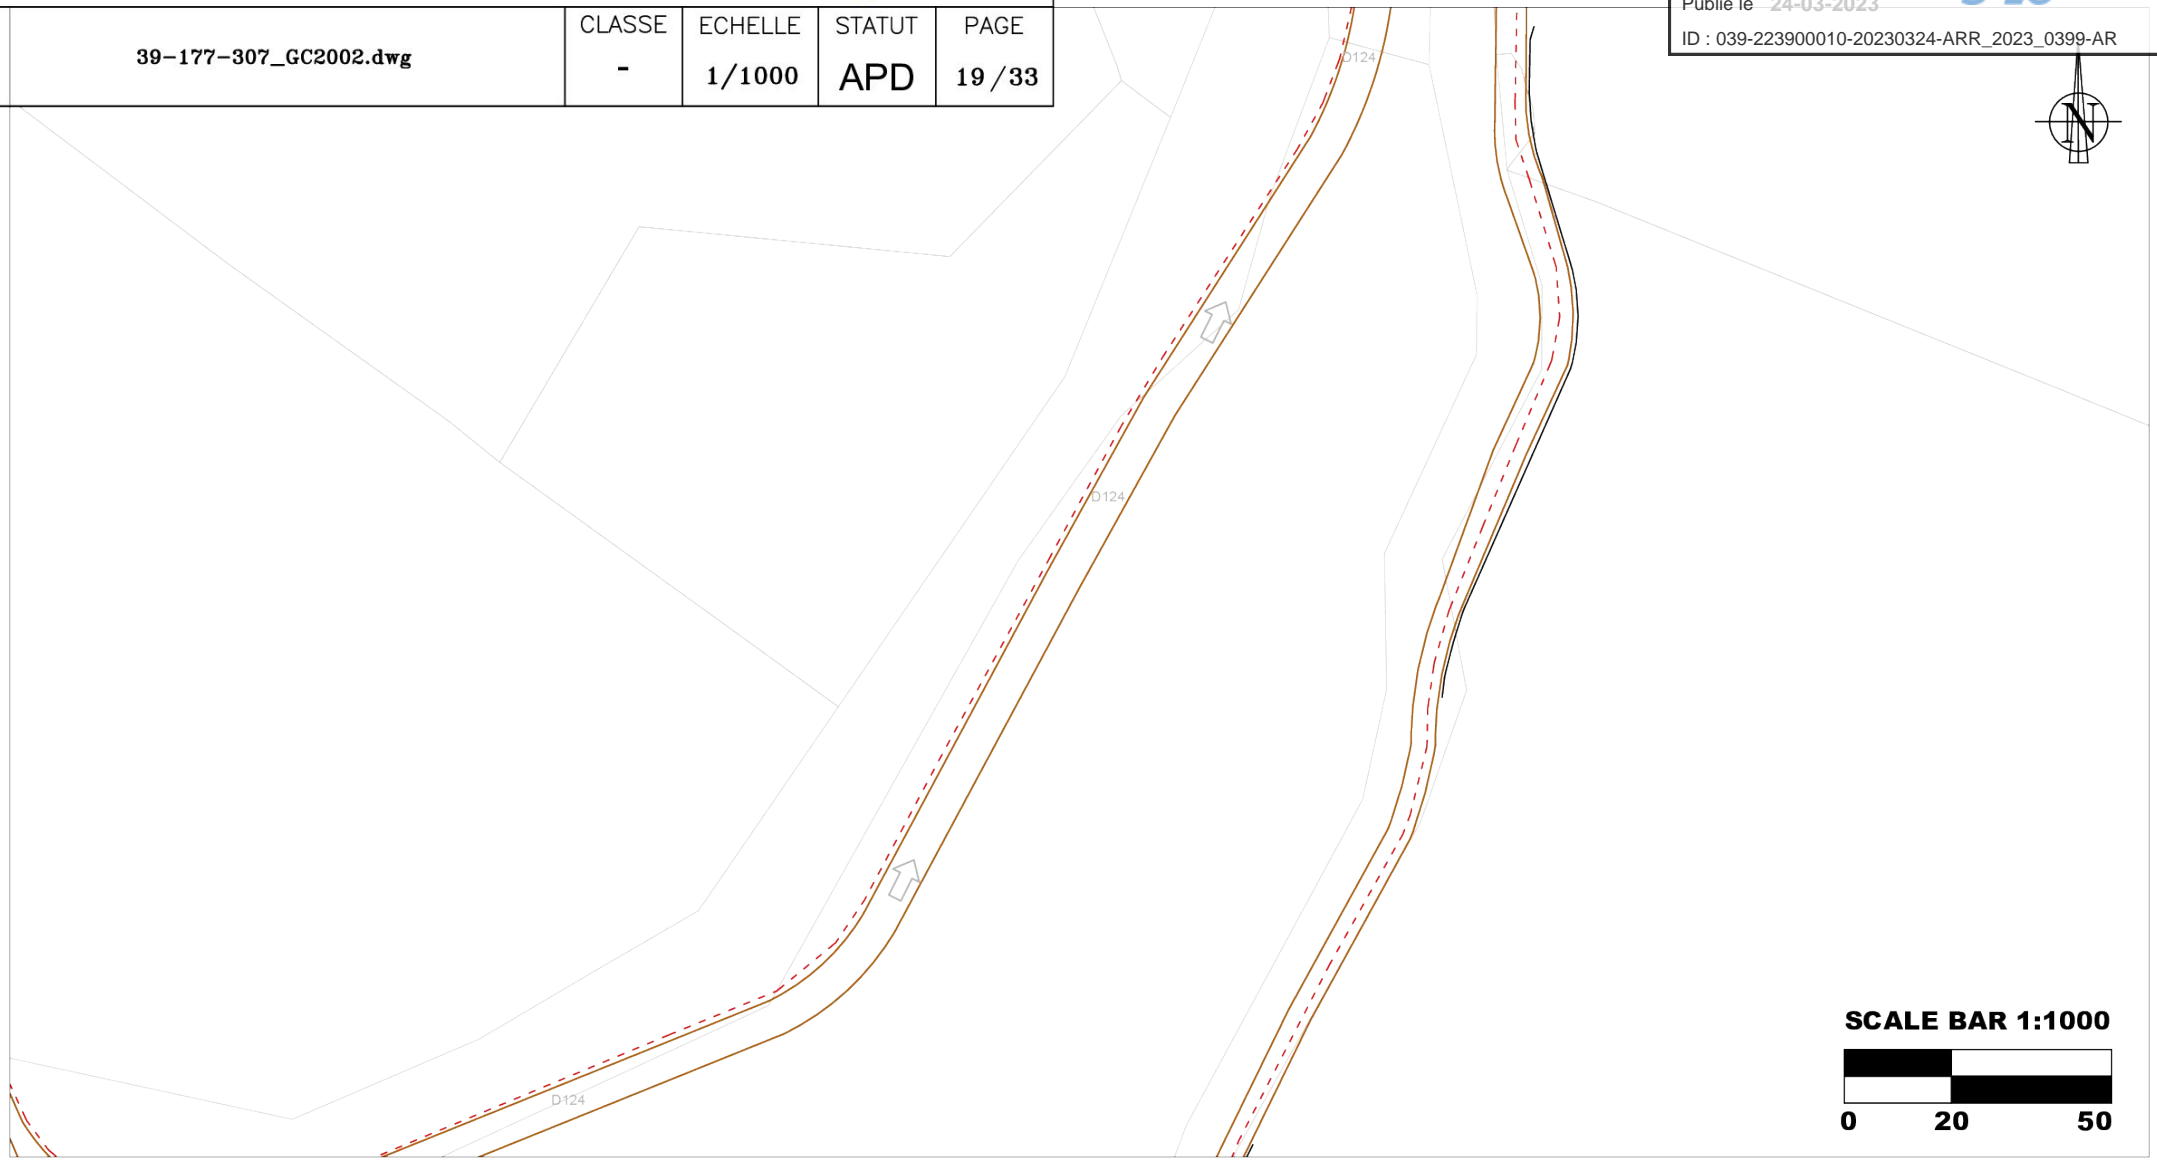 39-177-307_GC2002.dwg
CLASSE
-
ECHELLE
1/1000
STATUT
APD
PAGE
19/33
Publié le 24-03-2023
ID : 039-223900010-20230324-ARR_2023_0399-AR
N
D124
D124
D124
SCALE BAR 1:1000
0 20 50